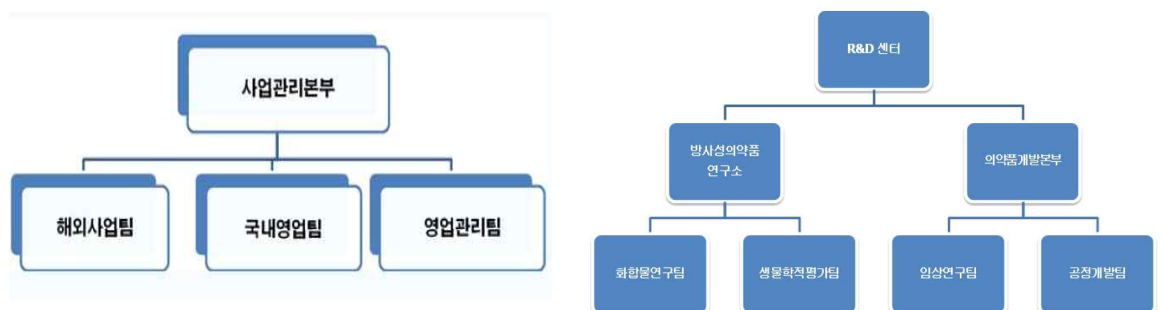 사업관리본부
해외사업팀
국내영업팀
영업관리팀
R&D 센터
방사성의약품
연구소
의약품개발본부
화합물연구팀
생물학적평가팀
임상연구팀
공정개발팀